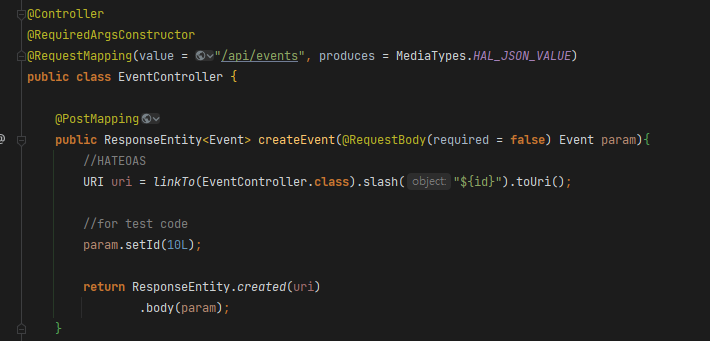 @Controller
@RequiredArgsConstructor
@RequestMapping(value = "/api/events", produces = MediaTypes.HAL_JSON_VALUE)
public class EventController {
@PostMapping
public ResponseEntity<Event> createEvent(@RequestBody(required = false) Event param){
//HATEOAS
URI uri = linkTo(EventController.class).slash( object: "${id}").toUri();
//for test code
param.setId(10L);
return ResponseEntity.created(uri)
.body(param);
}